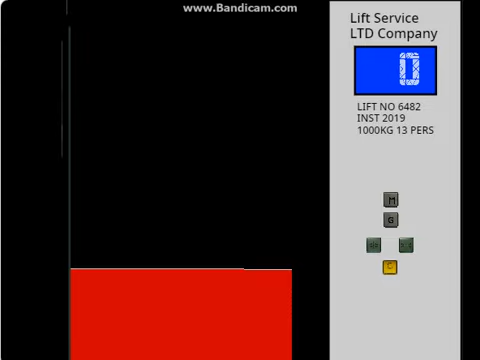 www.Bandicam.com
Lift Service
LTD Company
0
LIFT NO 6482
INST 2019
1000KG 13 PERS
M
G
C